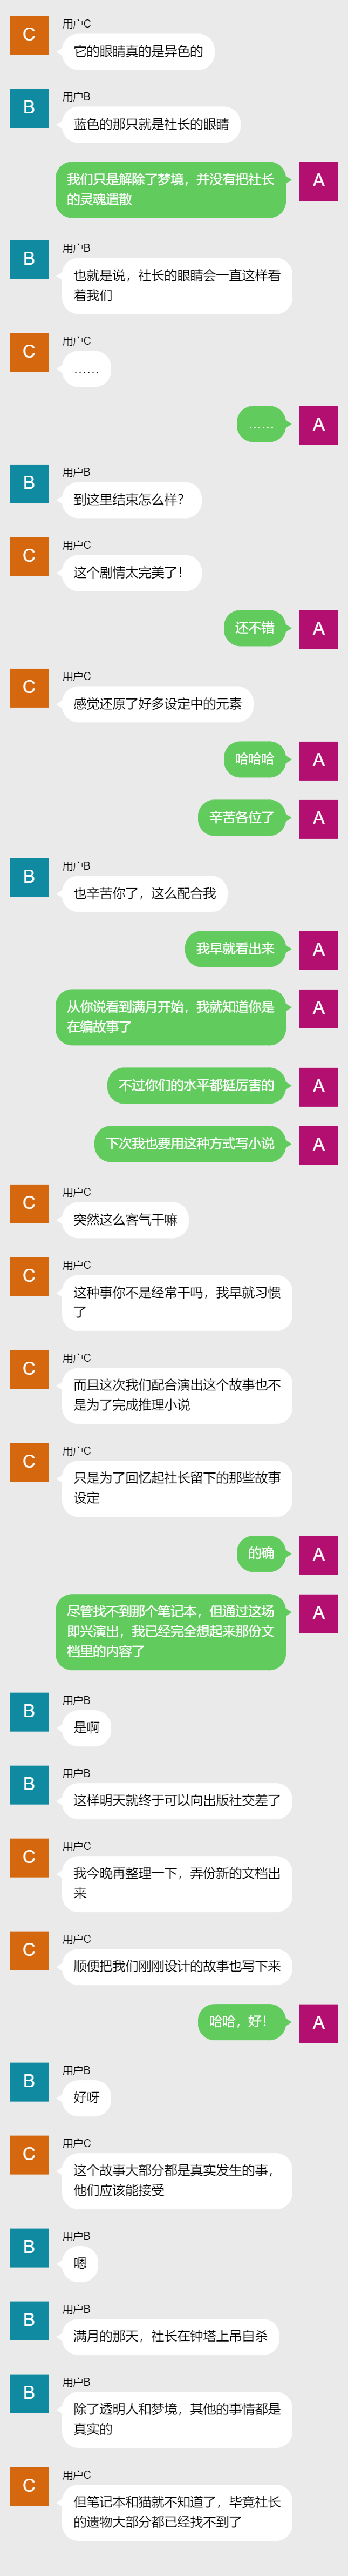 用户C
C
它的眼睛真的是异色的
用户B
B
蓝色的那只就是社长的眼睛
我们只是解除了梦境，并没有把社长
的灵魂遣散
A
用户B
B
也就是说，社长的眼睛会一直这样看
着我们
用户C
C
……
……
A
用户B
B
到这里结束怎么样？
用户C
C
这个剧情太完美了！
还不错
A
用户C
C
感觉还原了好多设定中的元素
哈哈哈
A
辛苦各位了
A
用户B
B
也辛苦你了，这么配合我
我早就看出来
A
从你说看到满月开始，我就知道你是
在编故事了
A
不过你们的水平都挺厉害的
A
下次我也要用这种方式写小说
A
用户C
C
突然这么客气干嘛
用户C
C
这种事你不是经常干吗，我早就习惯
了
用户C
C
而且这次我们配合演出这个故事也不
是为了完成推理小说
用户C
C
只是为了回忆起社长留下的那些故事
设定
的确
A
尽管找不到那个笔记本，但通过这场
即兴演出，我已经完全想起来那份文
档里的内容了
A
用户B
B
是啊
用户B
B
这样明天就终于可以向出版社交差了
用户C
C
我今晚再整理一下，弄份新的文档出
来
用户C
C
顺便把我们刚刚设计的故事也写下来
哈哈，好！
A
用户B
B
好呀
用户C
C
这个故事大部分都是真实发生的事，
他们应该能接受
用户B
B
嗯
用户B
B
满月的那天，社长在钟塔上吊自杀
用户B
B
除了透明人和梦境，其他的事情都是
真实的
用户C
C
但笔记本和猫就不知道了，毕竟社长
的遗物大部分都已经找不到了